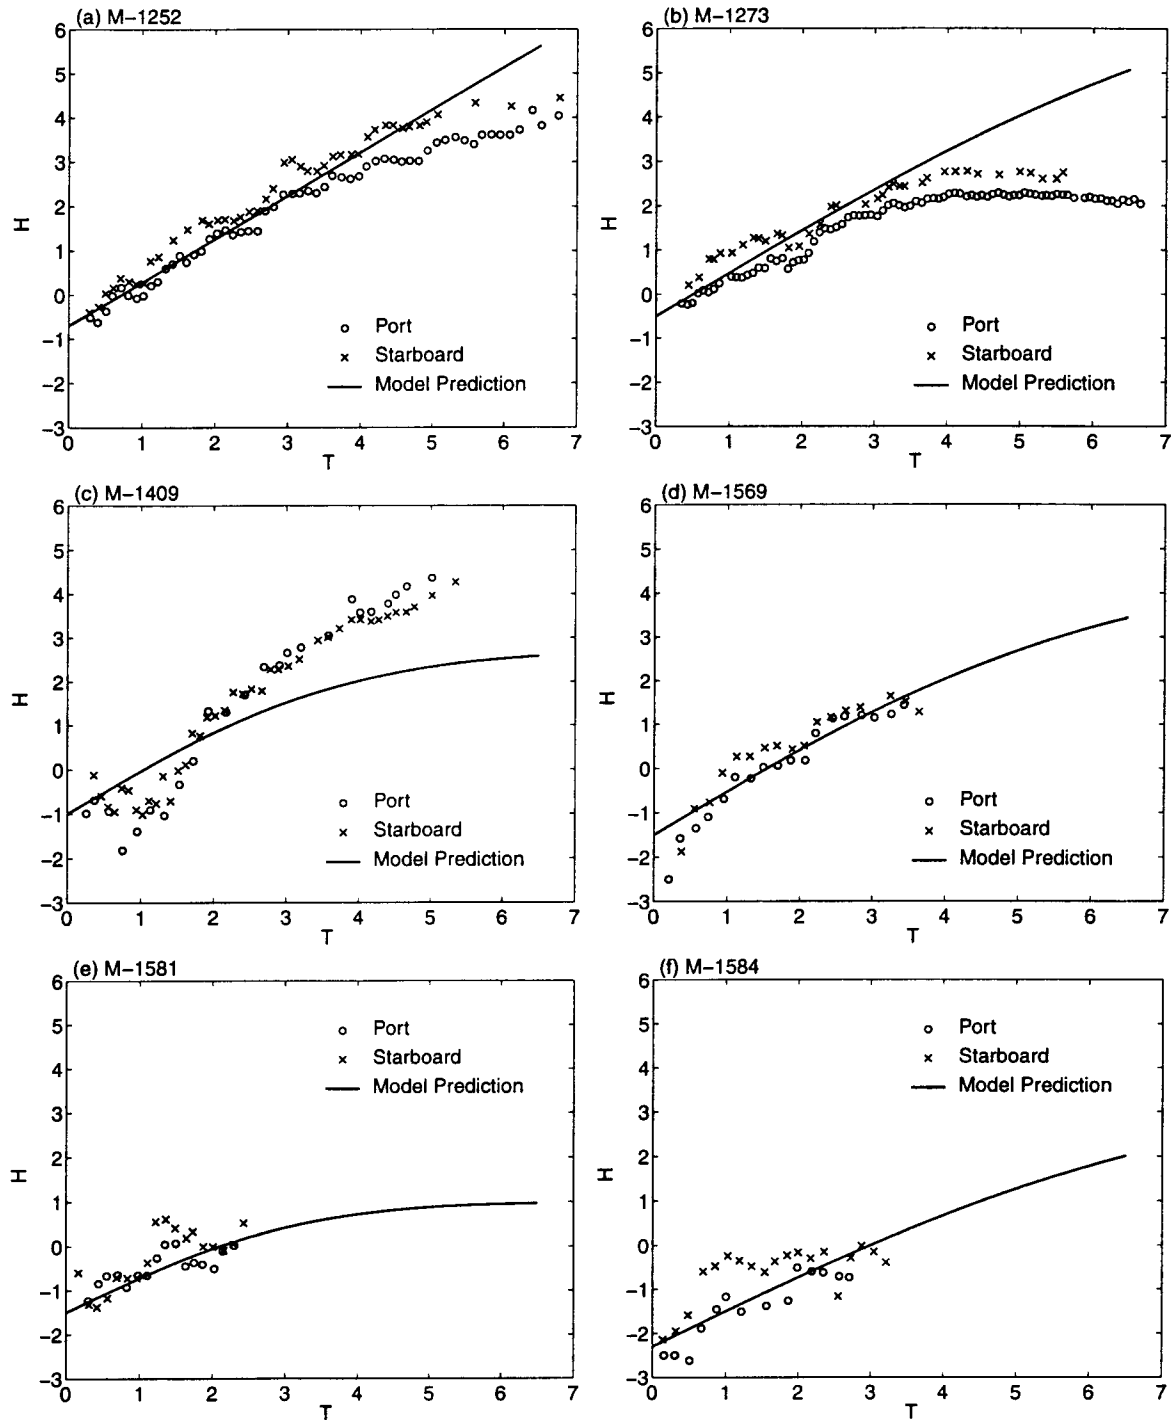 (a) M-1252
6
5
4
3
2
1
0
-1
-2
-3
H
Port
Starboard
Model Prediction
0 1 2 3 4 5 6 7
T
(b) M-1273
6
5
4
3
2
1
0
-1
-2
-3
H
Port
Starboard
Model Prediction
0 1 2 3 4 5 6 7
T
(c) M-1409
6
5
4
3
2
1
0
-1
-2
-3
H
Port
Starboard
Model Prediction
0 1 2 3 4 5 6 7
T
(d) M-1569
6
5
4
3
2
1
0
-1
-2
-3
H
Port
Starboard
Model Prediction
0 1 2 3 4 5 6 7
T
(e) M-1581
6
5
4
3
2
1
0
-1
-2
-3
H
Port
Starboard
Model Prediction
0 1 2 3 4 5 6 7
T
(f) M-1584
6
5
4
3
2
1
0
-1
-2
-3
H
Port
Starboard
Model Prediction
0 1 2 3 4 5 6 7
T